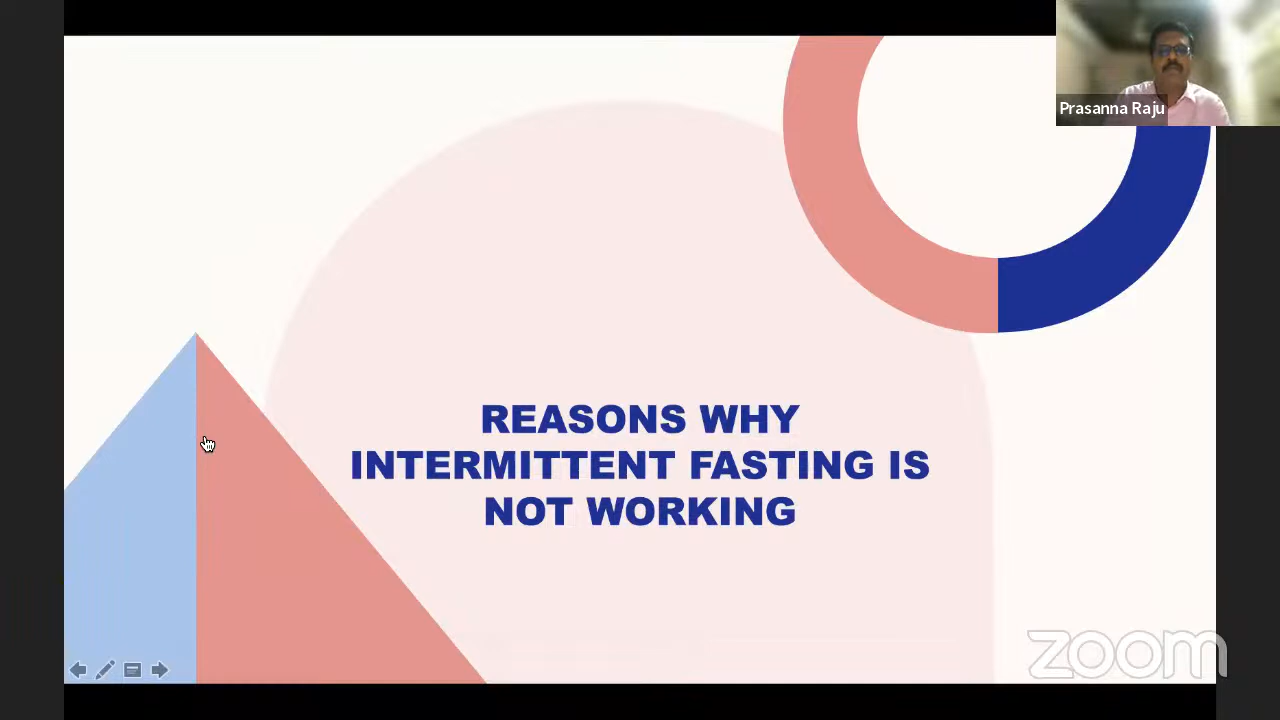 Prasanna Raju
REASONS WHY
INTERMITTENT FASTING IS
NOT WORKING
zoom